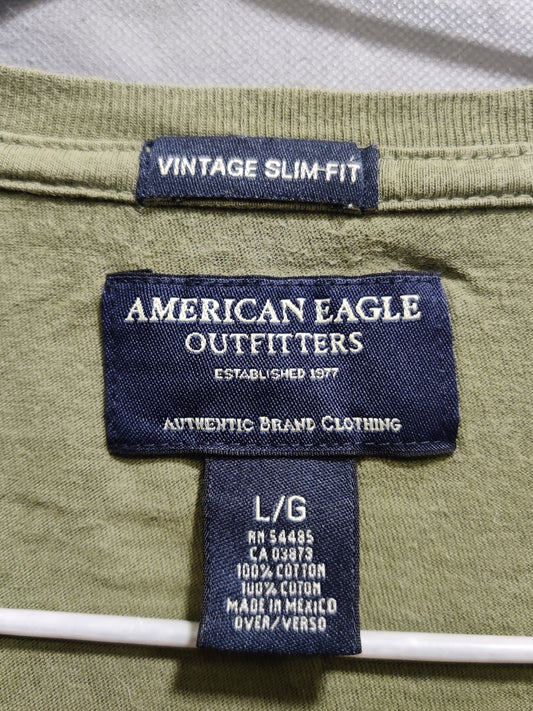 VINTAGE SLIM FIT
AMERICAN EAGLE
OUTFITTERS
ESTABLISHED 1977
AUTHENTIC BRAND CLOTHING
L/G
RN 54485
CA 03873
100% COTTON
100% COTON
MADE IN MEXICO
OVER/VERSO